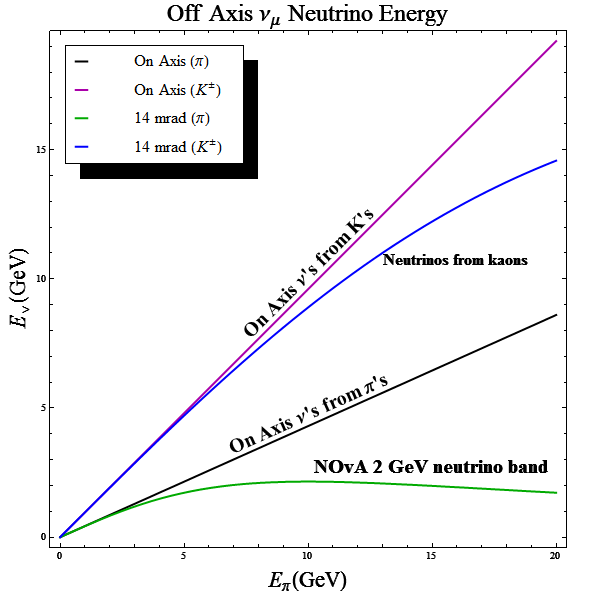 Off Axis νμ Neutrino Energy
On Axis (π)
On Axis (K±)
14 mrad (π)
14 mrad (K±)
On Axis ν's from K's
Neutrinos from kaons
On Axis ν's from π's
NOvA 2 GeV neutrino band
Eν(GeV)
15
10
5
0
0 5 10 15 20
Eπ(GeV)